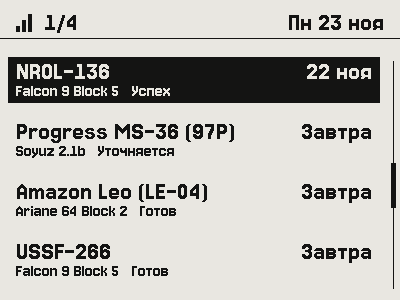 1/4 Пн 23 ноя
NROL-136 22 ноя
Falcon 9 Block 5 Успех
Progress MS-36 (97P) Завтра
Soyuz 2.1b Уточняется
Amazon Leo (LE-04) Завтра
Ariane 64 Block 2 Готов
USSF-266 Завтра
Falcon 9 Block 5 Готов